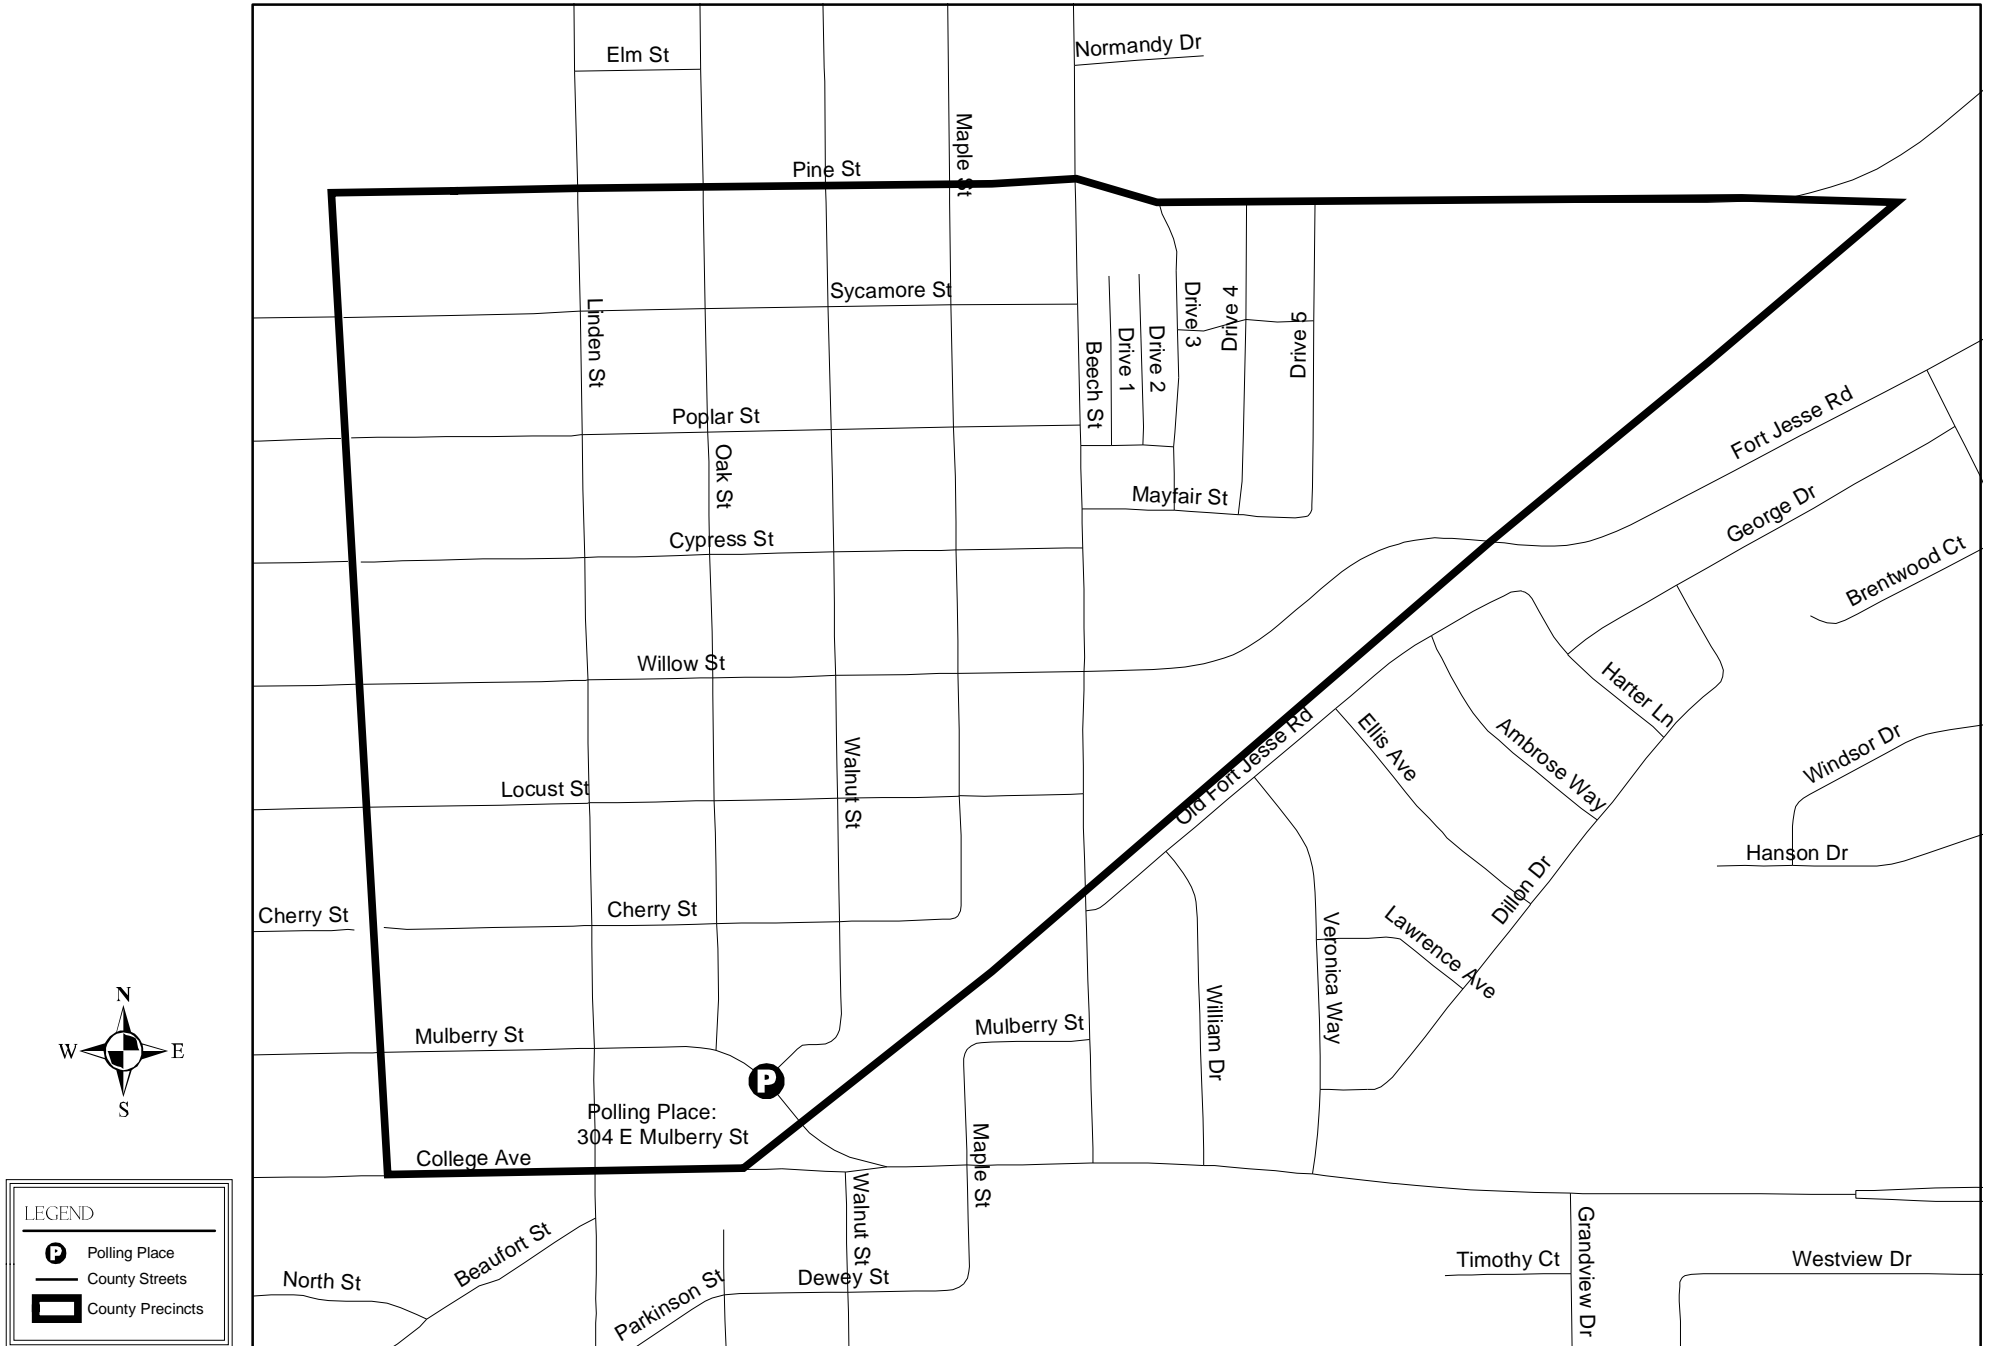 Elm St
Normandy Dr
Maple St
Pine St
Sycamore St
Linden St
Drive 3
Drive 4
Drive 5
Beech St
Drive 1
Drive 2
Poplar St
Oak St
Fort Jesse Rd
Mayfair St
George Dr
Cypress St
Brentwood Ct
Willow St
Harter Ln
Old Fort Jesse Rd
Ellis Ave
Ambrose Way
Windsor Dr
Walnut St
Locust St
Hanson Dr
Dillon Dr
Cherry St
Cherry St
Veronica Way
Lawrence Ave
William Dr
Mulberry St
Mulberry St
N
W
E
S
P
Polling Place:
304 E Mulberry St
College Ave
Maple St
Walnut St
Grandview Dr
Beaufort St
North St
Parkinson St
Dewey St
Timothy Ct
Westview Dr
LEGEND
P Polling Place
County Streets
County Precincts